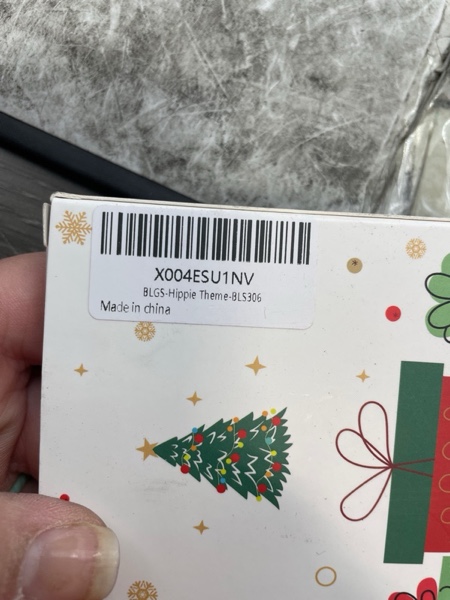 X004ESU1NV
BLGS-Hippie Theme-BLS306
Made in china